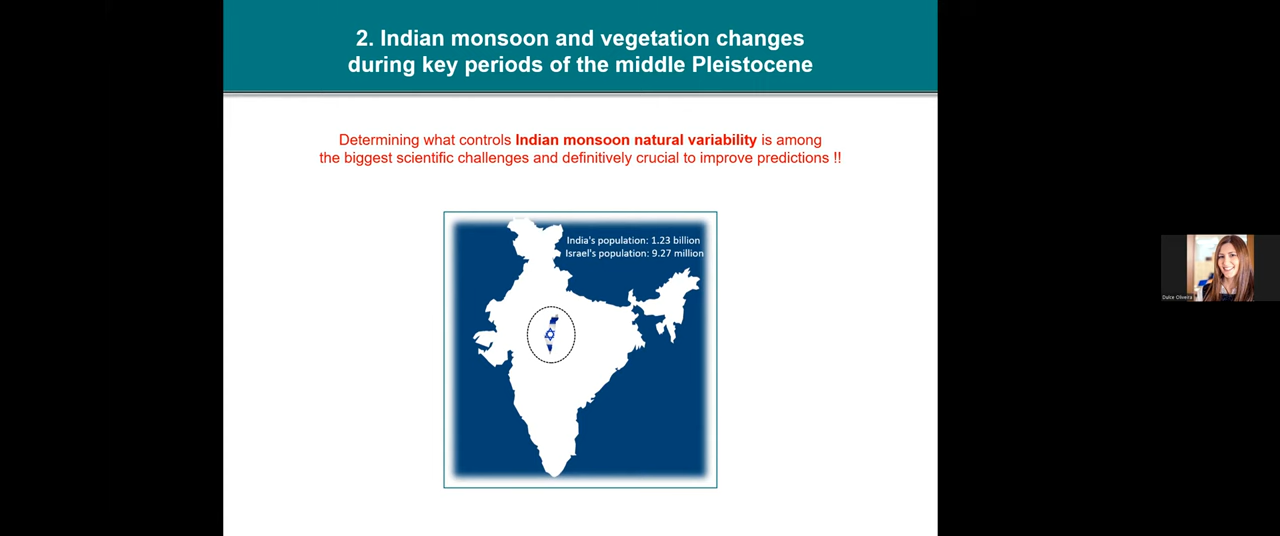 2. Indian monsoon and vegetation changes
during key periods of the middle Pleistocene
Determining what controls Indian monsoon natural variability is among
the biggest scientific challenges and definitively crucial to improve predictions !!
India's population: 1.23 billion
Israel's population: 9.27 million
Dulce Oliveira